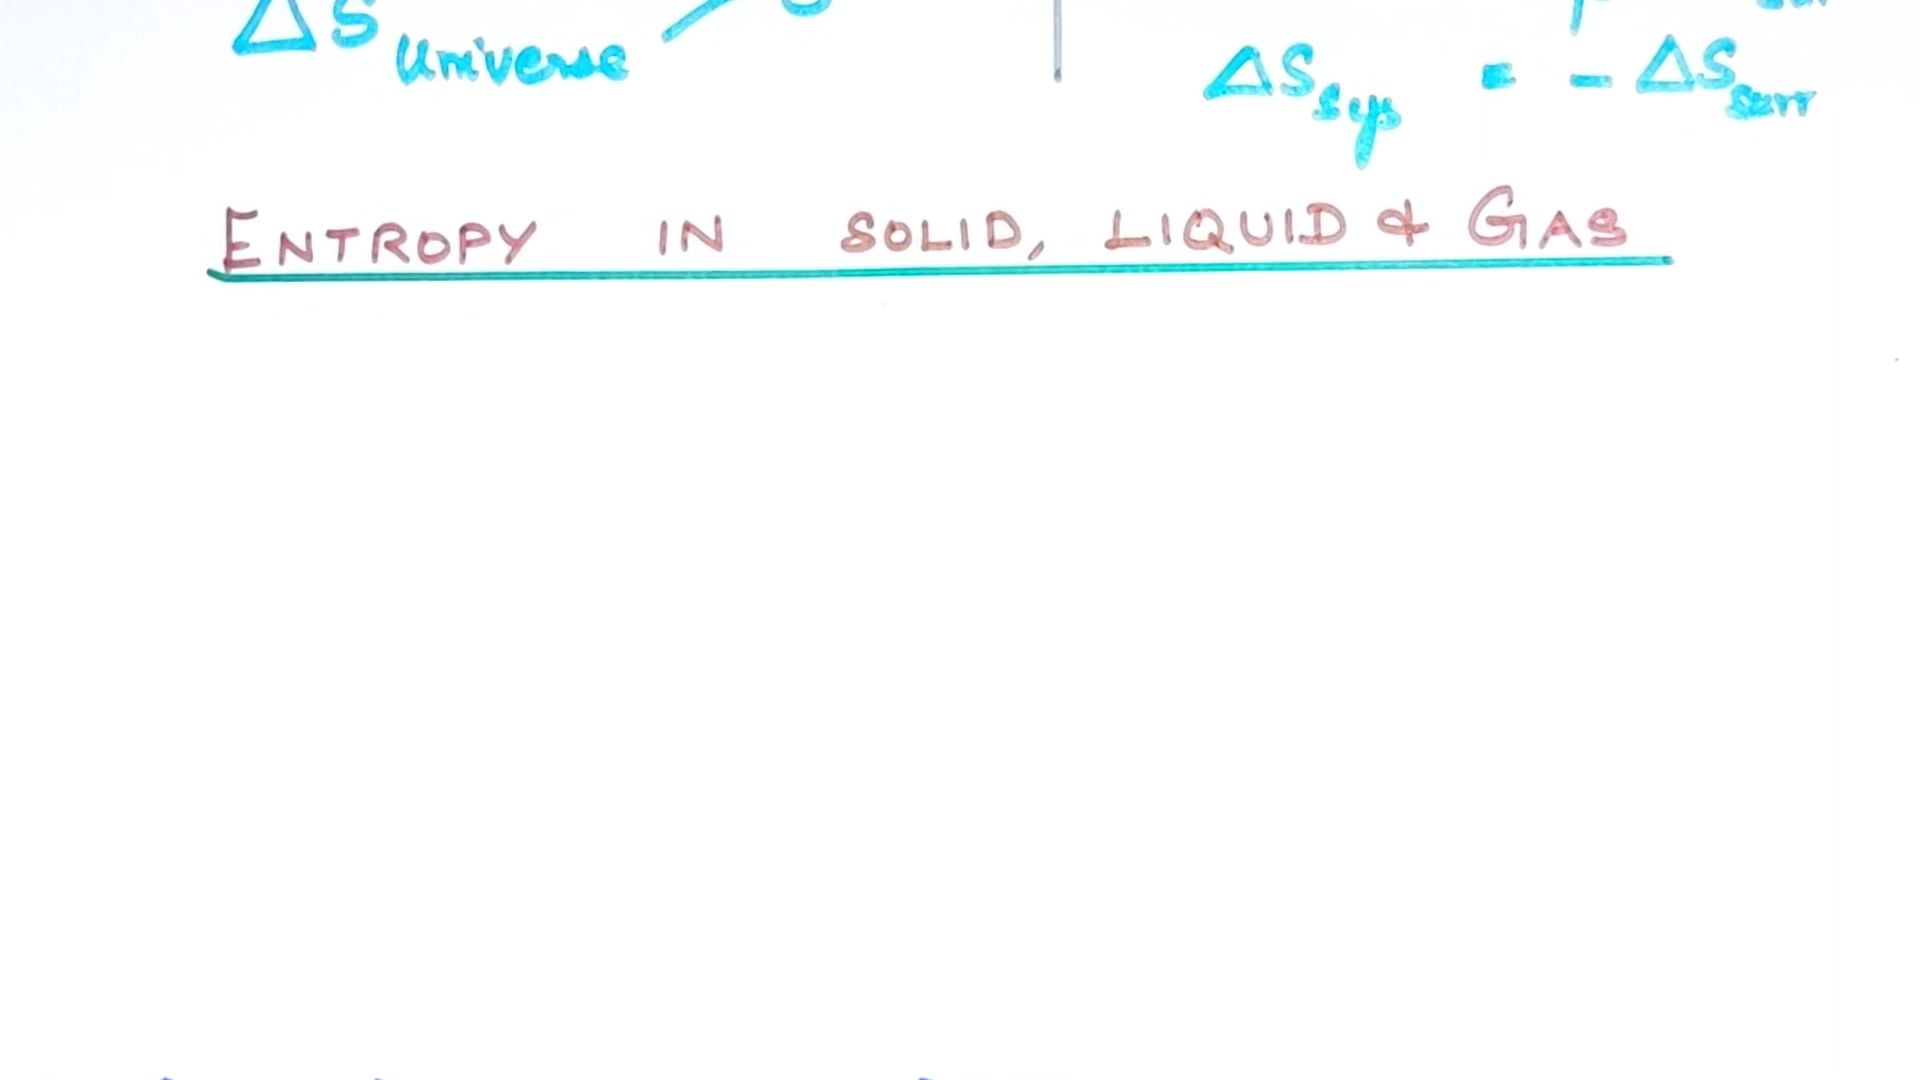 ΔS Universe
ΔS sys = - ΔS surr
ENTROPY IN SOLID, LIQUID & GAS